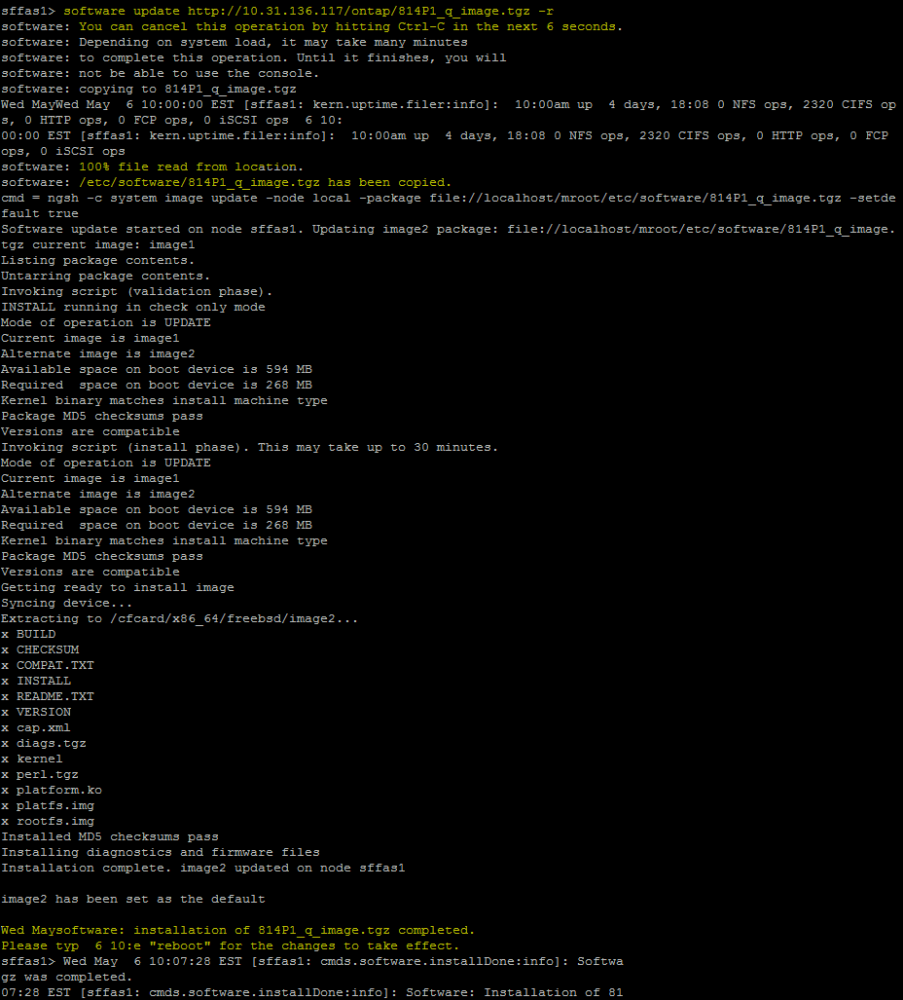 sffas1> software update http://10.31.136.117/ontap/814P1_q_image.tgz -r
software: You can cancel this operation by hitting Ctrl-C in the next 6 seconds.
software: Depending on system load, it may take many minutes
software: to complete this operation. Until it finishes, you will
software: not be able to use the console.
software: copying to 814P1_q_image.tgz
Wed MayWed May  6 10:00:00 EST [sffas1: kern.uptime.filer:info]:  10:00am up  4 days, 18:08 0 NFS ops, 2320 CIFS op
s, 0 HTTP ops, 0 FCP ops, 0 iSCSI ops  6 10:
00:00 EST [sffas1: kern.uptime.filer:info]:  10:00am up  4 days, 18:08 0 NFS ops, 2320 CIFS ops, 0 HTTP ops, 0 FCP
ops, 0 iSCSI ops
software: 100% file read from location.
software: /etc/software/814P1_q_image.tgz has been copied.
cmd = ngsh -c system image update -node local -package file://localhost/mroot/etc/software/814P1_q_image.tgz -setde
fault true
Software update started on node sffas1. Updating image2 package: file://localhost/mroot/etc/software/814P1_q_image.
tgz current image: image1
Listing package contents.
Untarring package contents.
Invoking script (validation phase).
INSTALL running in check only mode
Mode of operation is UPDATE
Current image is image1
Alternate image is image2
Available space on boot device is 594 MB
Required  space on boot device is 268 MB
Kernel binary matches install machine type
Package MD5 checksums pass
Versions are compatible
Invoking script (install phase). This may take up to 30 minutes.
Mode of operation is UPDATE
Current image is image1
Alternate image is image2
Available space on boot device is 594 MB
Required  space on boot device is 268 MB
Kernel binary matches install machine type
Package MD5 checksums pass
Versions are compatible
Getting ready to install image
Syncing device...
Extracting to /cfcard/x86_64/freebsd/image2...
x BUILD
x CHECKSUM
x COMPAT.TXT
x INSTALL
x README.TXT
x VERSION
x cap.xml
x diags.tgz
x kernel
x perl.tgz
x platform.ko
x platfs.img
x rootfs.img
Installed MD5 checksums pass
Installing diagnostics and firmware files
Installation complete. image2 updated on node sffas1
image2 has been set as the default
Wed Maysoftware: installation of 814P1_q_image.tgz completed.
Please typ  6 10:e "reboot" for the changes to take effect.
sffas1> Wed May  6 10:07:28 EST [sffas1: cmds.software.installDone:info]: Softwa
gz was completed.
07:28 EST [sffas1: cmds.software.installDone:info]: Software: Installation of 81